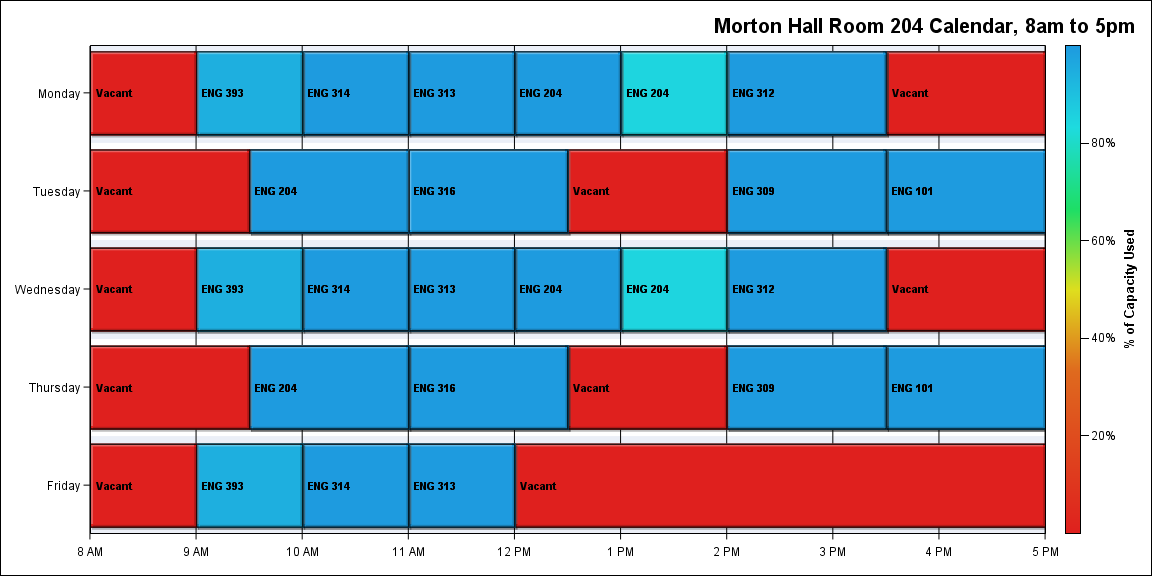 Morton Hall Room 204 Calendar, 8am to 5pm
Monday
Vacant
ENG 393
ENG 314
ENG 313
ENG 204
ENG 204
ENG 312
Vacant
Tuesday
Vacant
ENG 204
ENG 316
Vacant
ENG 309
ENG 101
Wednesday
Vacant
ENG 393
ENG 314
ENG 313
ENG 204
ENG 204
ENG 312
Vacant
Thursday
Vacant
ENG 204
ENG 316
Vacant
ENG 309
ENG 101
Friday
Vacant
ENG 393
ENG 314
ENG 313
Vacant
8 AM
9 AM
10 AM
11 AM
12 PM
1 PM
2 PM
3 PM
4 PM
5 PM
80%
60%
40%
20%
% of Capacity Used